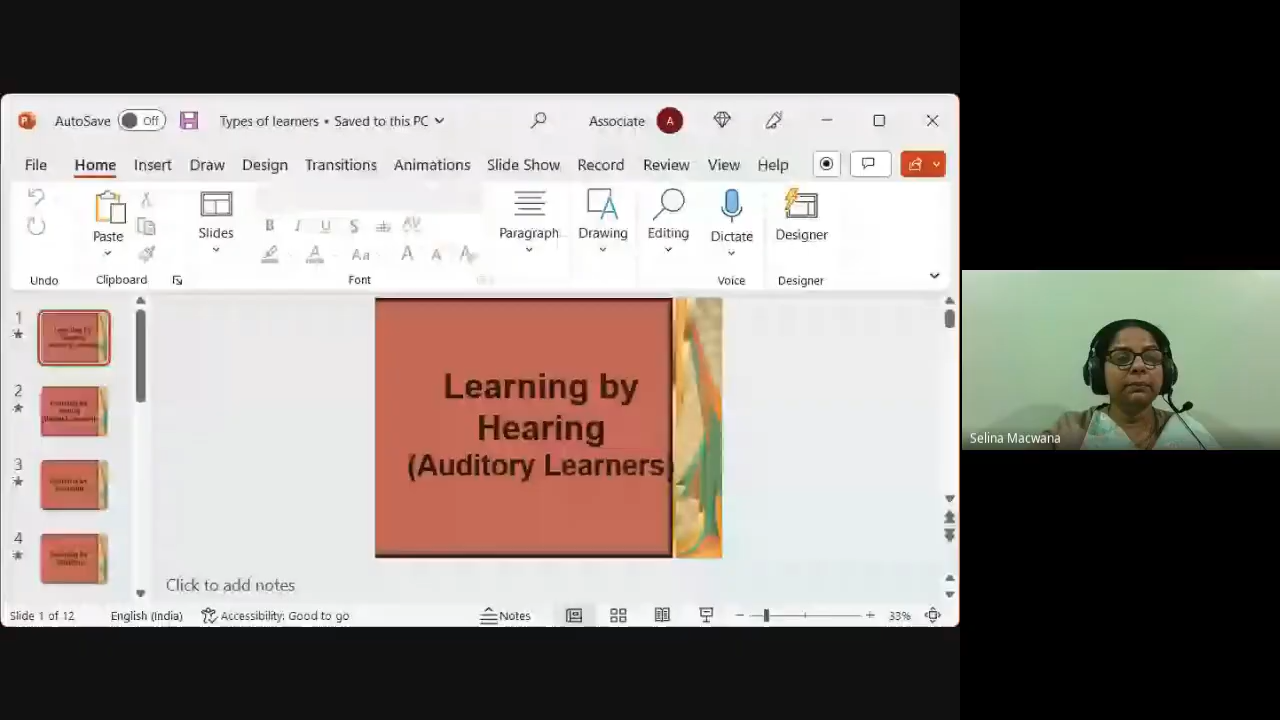 AutoSave Off Types of learners • Saved to this PC Associate A
File Home Insert Draw Design Transitions Animations Slide Show Record Review View Help
Paste Slides B I U S ab AV Aa A A A Paragraph Drawing Editing Dictate Designer
Undo Clipboard Font Voice Designer
1
2
3
4
Learning by
Hearing
(Auditory Learners)
Click to add notes
Slide 1 of 12 English (India) Accessibility: Good to go Notes 33%
Selina Macwana